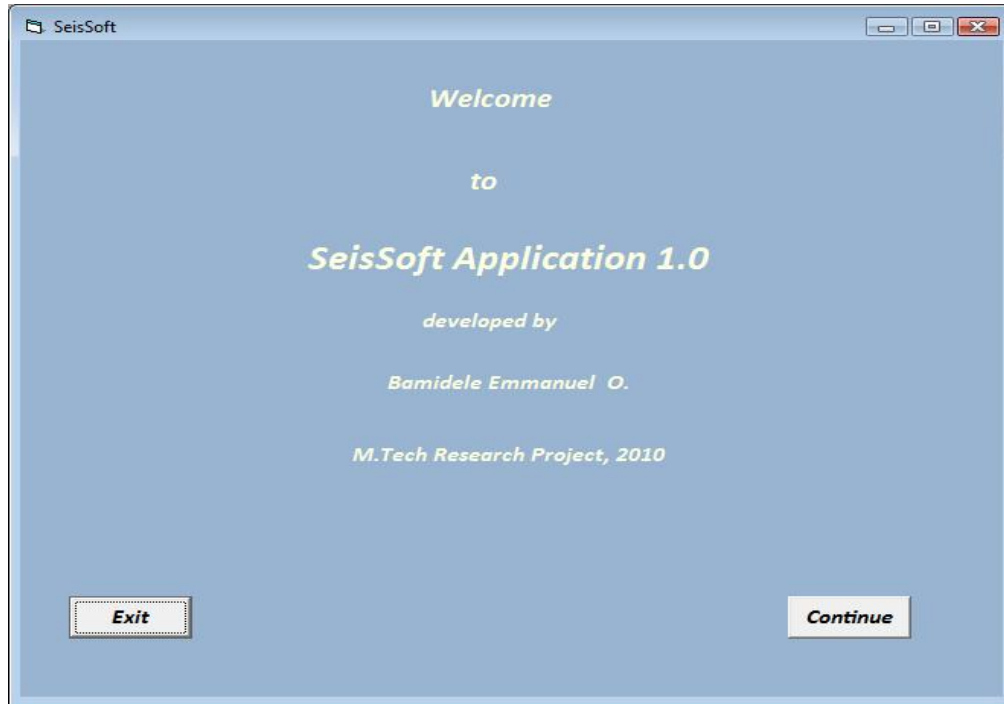 SeisSoft
Welcome
to
SeisSoft Application 1.0
developed by
Bamidele Emmanuel O.
M.Tech Research Project, 2010
Exit
Continue